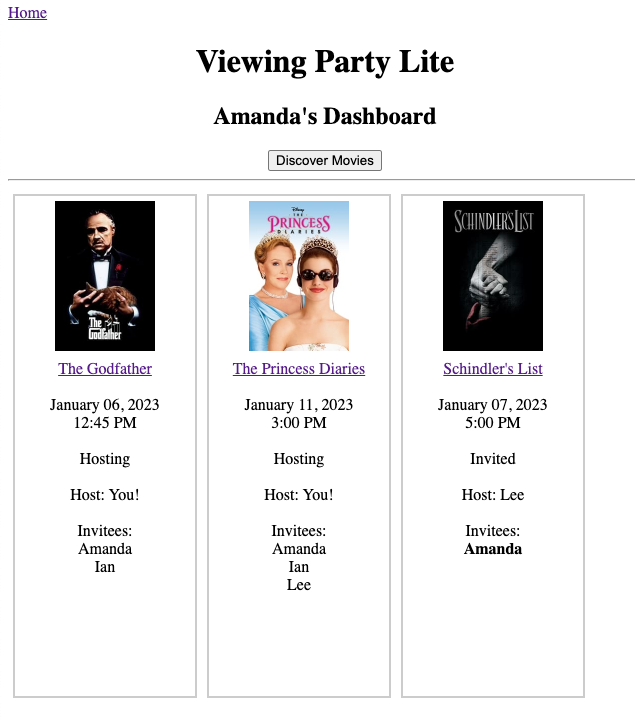 Home
Viewing Party Lite
Amanda's Dashboard
Discover Movies
The
Godfather
Disney
THE
PRINCESS
DIARIES
SCHINDLER'S LIST
The Godfather
The Princess Diaries
Schindler's List
January 06, 2023
12:45 PM
Hosting
Host: You!
Invitees:
Amanda
Ian
January 11, 2023
3:00 PM
Hosting
Host: You!
Invitees:
Amanda
Ian
Lee
January 07, 2023
5:00 PM
Invited
Host: Lee
Invitees:
Amanda